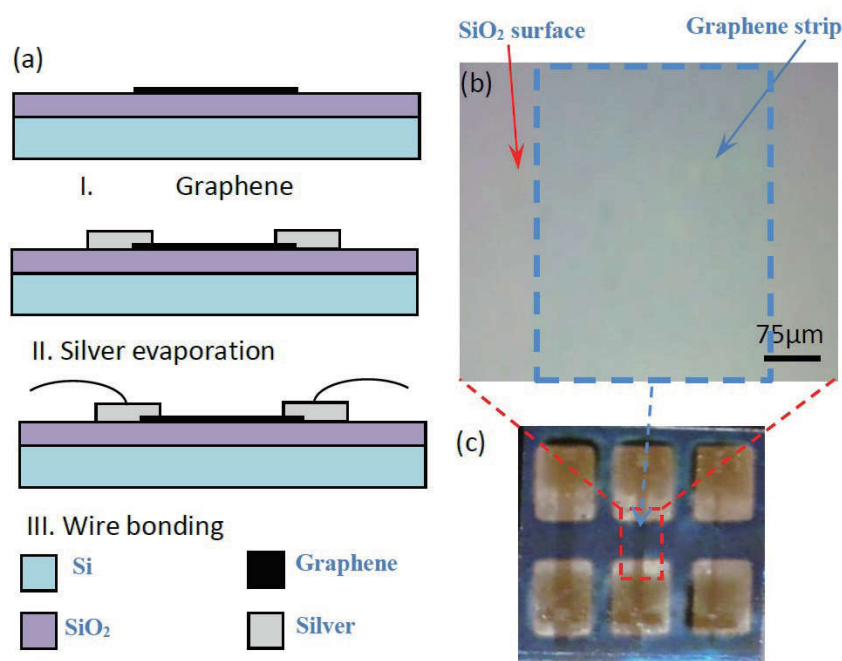 (a)
I. Graphene
II. Silver evaporation
III. Wire bonding
Si
Graphene
SiO₂
Silver
SiO₂ surface
Graphene strip
(b)
75μm
(c)